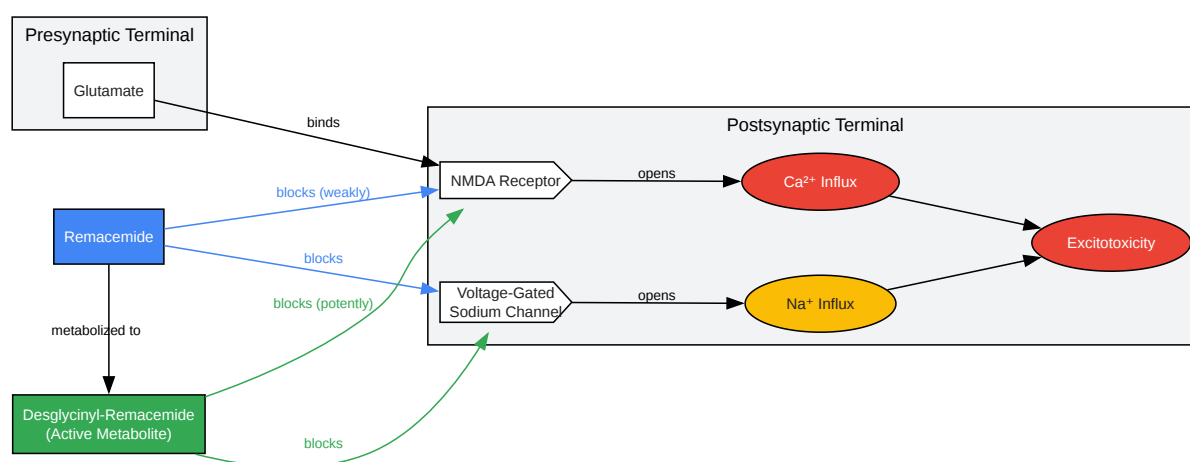 Presynaptic Terminal
Glutamate
binds
Postsynaptic Terminal
NMDA Receptor
opens
Ca²⁺ Influx
blocks (weakly)
Remacemide
blocks
Excitotoxicity
Voltage-Gated
Sodium Channel
opens
Na⁺ Influx
blocks (potently)
metabolized to
Desglycinyl-Remacemide
(Active Metabolite)
blocks